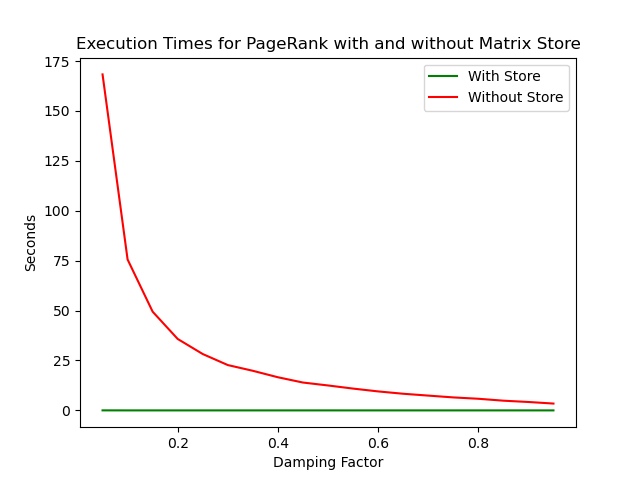 Execution Times for PageRank with and without Matrix Store
175
150
125
100
75
50
25
0
Seconds
With Store
Without Store
0.2
0.4
0.6
0.8
Damping Factor